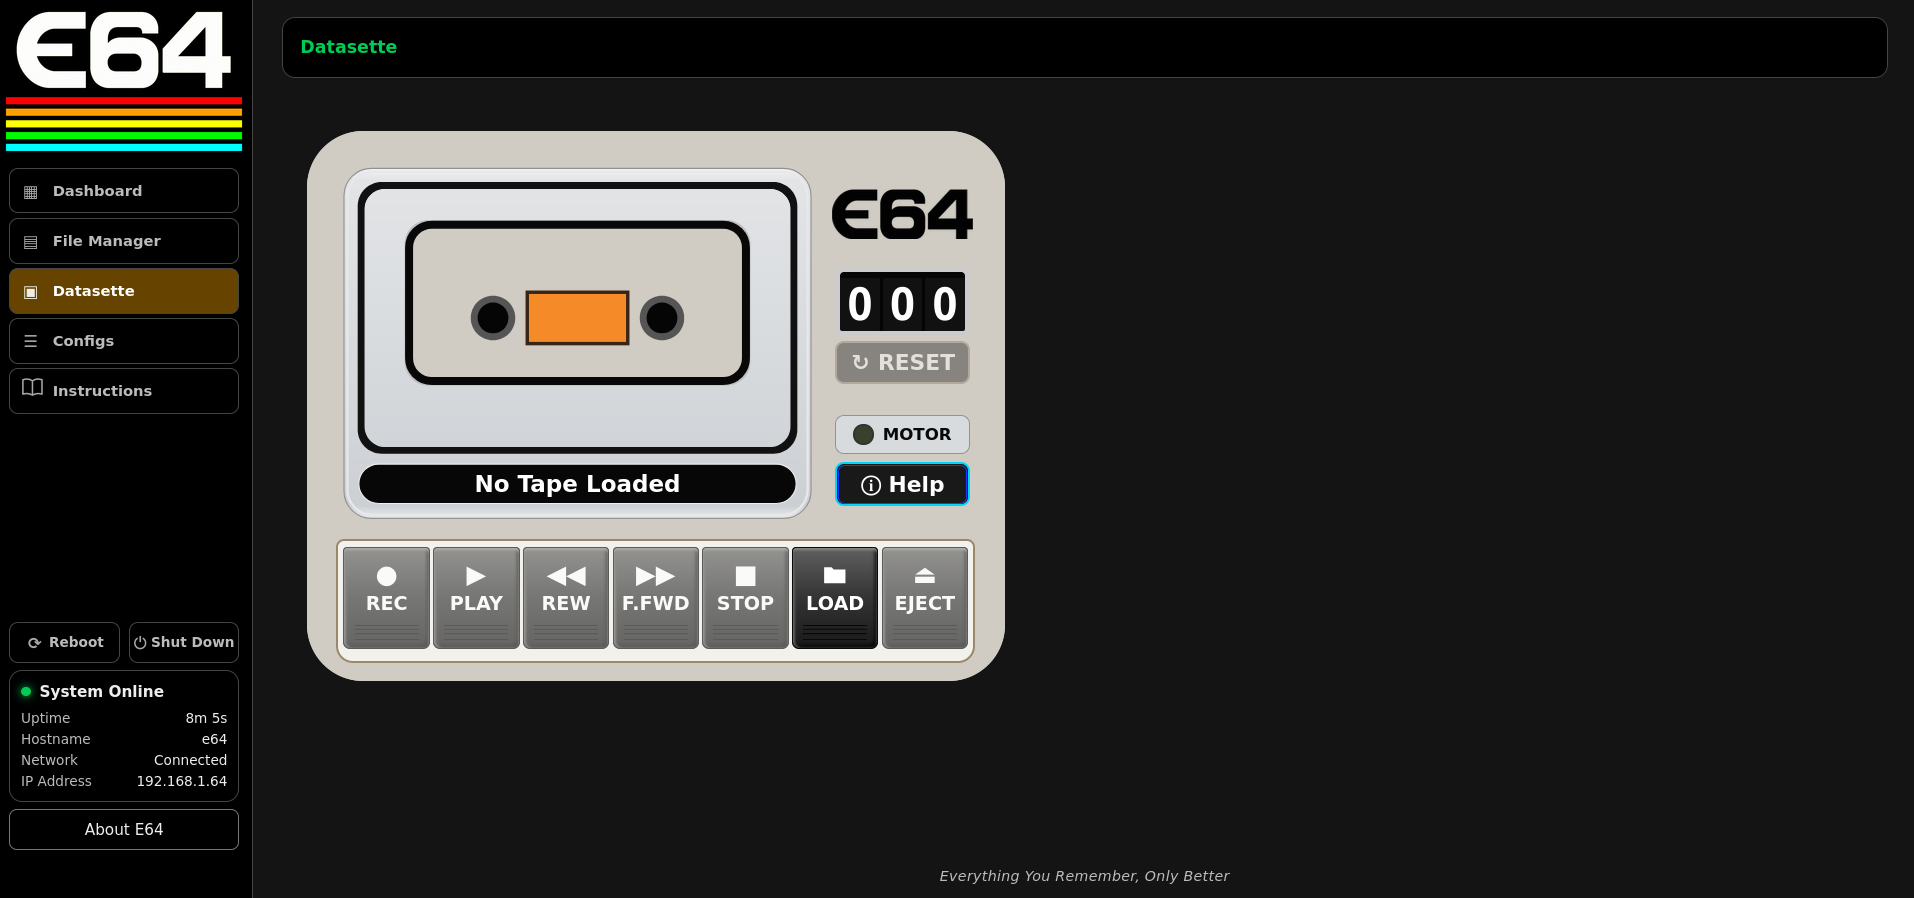 E64
Dashboard
File Manager
Datasette
Configs
Instructions
Reboot
Shut Down
System Online
Uptime 8m 5s
Hostname e64
Network Connected
IP Address 192.168.1.64
About E64
Datasette
E64
000
RESET
MOTOR
Help
No Tape Loaded
REC
PLAY
REW
F.FWD
STOP
LOAD
EJECT
Everything You Remember, Only Better